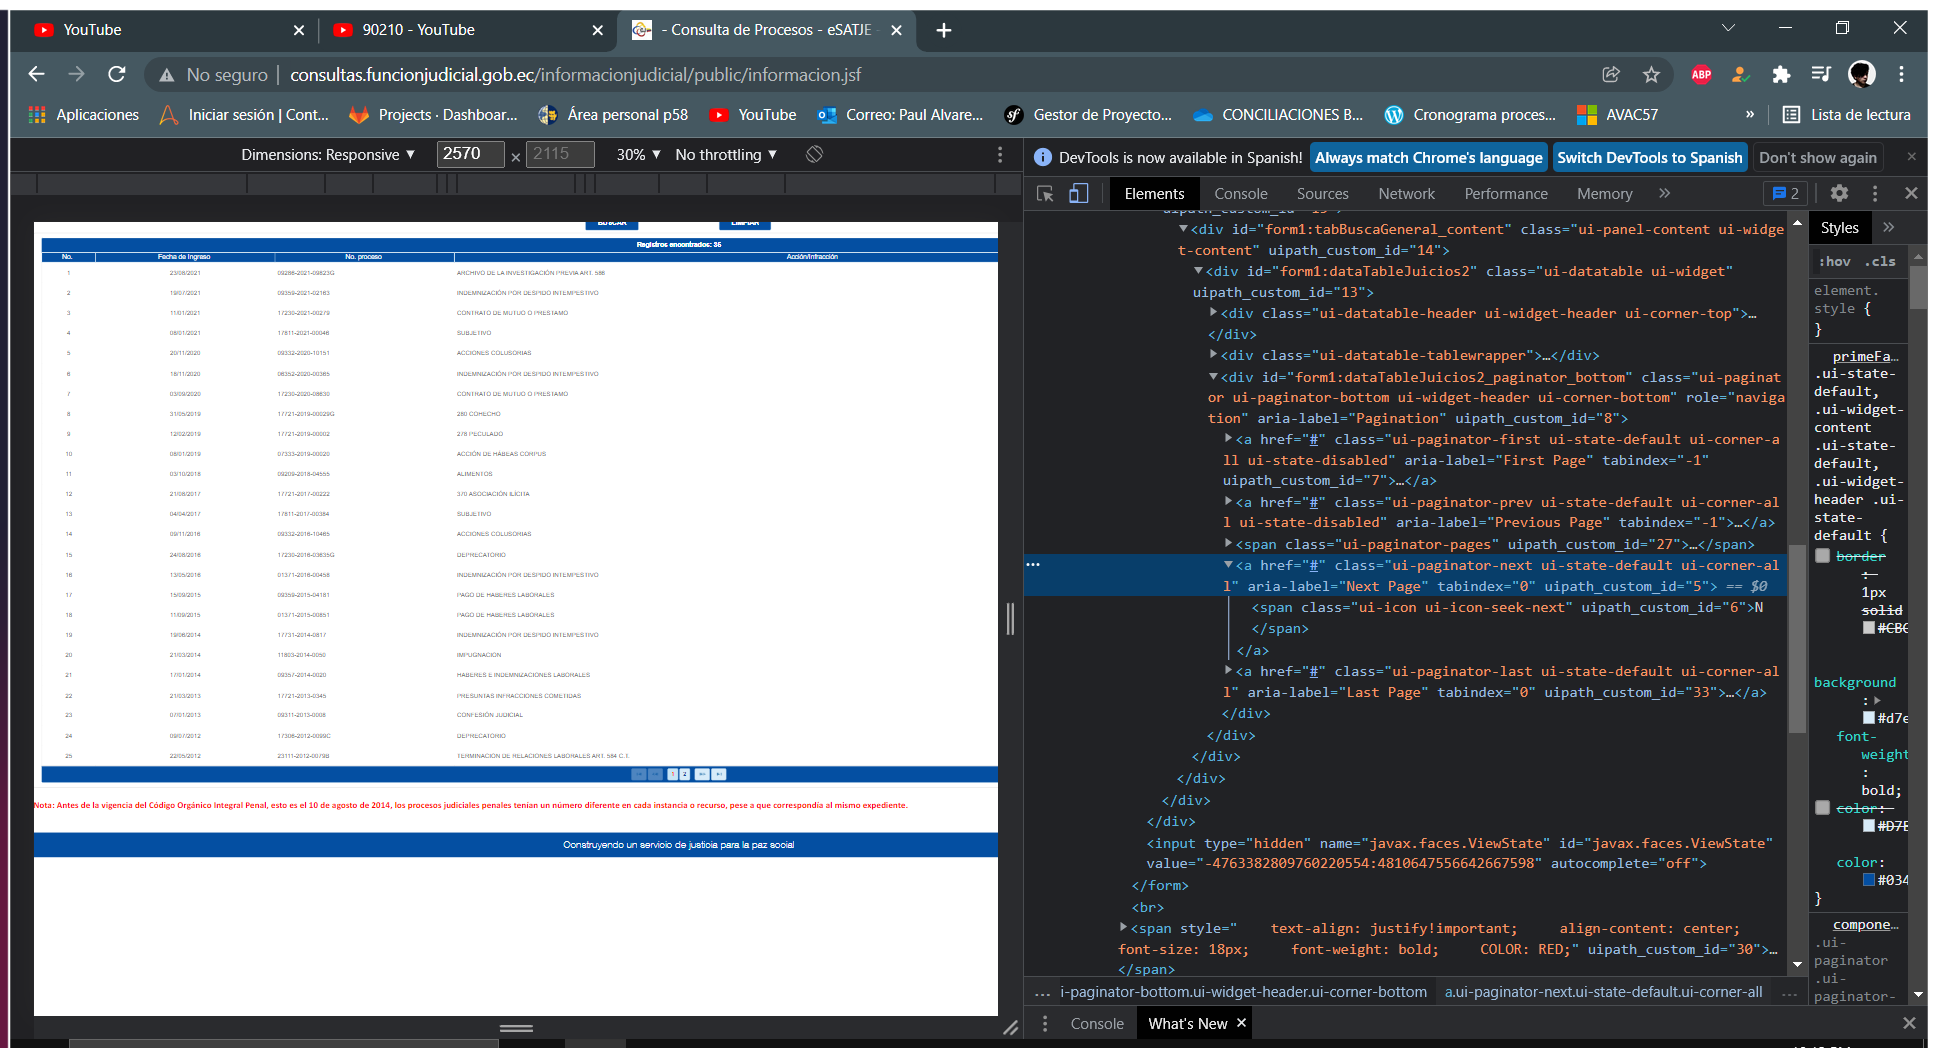 YouTube
90210 - YouTube
- Consulta de Procesos - eSATJE -
No seguro | consultas.funcionjudicial.gob.ec/informacionjudicial/public/informacion.jsf
ABP
Aplicaciones
Iniciar sesión | Cont...
Projects · Dashboar...
Área personal p58
YouTube
Correo: Paul Alvare...
Gestor de Proyecto...
CONCILIACIONES B...
Cronograma proces...
AVAC57
»
Lista de lectura
Dimensions: Responsive ▼ 2570 × 2115 30% ▼ No throttling ▼
BUSCAR LIMPIAR
Registros encontrados: 36
No. Fecha de Ingreso No. proceso Acción/Infracción
1 23/08/2021 09286-2021-09823G ARCHIVO DE LA INVESTIGACIÓN PREVIA ART. 586
2 19/07/2021 09359-2021-02163 INDEMNIZACIÓN POR DESPIDO INTEMPESTIVO
3 11/01/2021 17230-2021-00279 CONTRATO DE MUTUO O PRESTAMO
4 08/01/2021 17811-2021-00046 SUBJETIVO
5 20/11/2020 09332-2020-10151 ACCIONES COLUSORIAS
6 18/11/2020 06352-2020-00365 INDEMNIZACIÓN POR DESPIDO INTEMPESTIVO
7 03/09/2020 17230-2020-08630 CONTRATO DE MUTUO O PRESTAMO
8 31/05/2019 17721-2019-00029G 280 COHECHO
9 12/02/2019 17721-2019-00002 278 PECULADO
10 08/01/2019 07333-2019-00020 ACCIÓN DE HÁBEAS CORPUS
11 03/10/2018 09209-2018-04555 ALIMENTOS
12 21/08/2017 17721-2017-00222 370 ASOCIACIÓN ILÍCITA
13 04/04/2017 17811-2017-00384 SUBJETIVO
14 09/11/2016 09332-2016-10465 ACCIONES COLUSORIAS
15 24/08/2016 17230-2016-03635G DEPRECATORIO
16 13/05/2016 01371-2016-00458 INDEMNIZACIÓN POR DESPIDO INTEMPESTIVO
17 15/09/2015 09359-2015-04161 PAGO DE HABERES LABORALES
18 11/09/2015 01371-2015-00851 PAGO DE HABERES LABORALES
19 19/06/2014 17731-2014-0817 INDEMNIZACIÓN POR DESPIDO INTEMPESTIVO
20 21/03/2014 11803-2014-0050 IMPUGNACIÓN
21 17/01/2014 09357-2014-0020 HABERES E INDEMNIZACIONES LABORALES
22 21/03/2013 17721-2013-0345 PRESUNTAS INFRACCIONES COMETIDAS
23 07/01/2013 09311-2013-0008 CONFESIÓN JUDICIAL
24 09/07/2012 17306-2012-0099C DEPRECATORIO
25 22/05/2012 23111-2012-0079B TERMINACION DE RELACIONES LABORALES ART. 584 C.T.
1 2
Nota: Antes de la vigencia del Código Orgánico Integral Penal, esto es el 10 de agosto de 2014, los procesos judiciales penales tenían un número diferente en cada instancia o recurso, pese a que correspondía al mismo expediente.
Construyendo un servicio de justicia para la paz social
DevTools is now available in Spanish! Always match Chrome's language Switch DevTools to Spanish Don't show again ×
Elements Console Sources Network Performance Memory » 2
<div id="form1:tabBuscaGeneral_content" class="ui-panel-content ui-widge
t-content" uipath_custom_id="14">
<div id="form1:dataTableJuicios2" class="ui-datatable ui-widget"
uipath_custom_id="13">
<div class="ui-datatable-header ui-widget-header ui-corner-top">…
</div>
<div class="ui-datatable-tablewrapper">…</div>
<div id="form1:dataTableJuicios2_paginator_bottom" class="ui-paginat
or ui-paginator-bottom ui-widget-header ui-corner-bottom" role="naviga
tion" aria-label="Pagination" uipath_custom_id="8">
<a href="#" class="ui-paginator-first ui-state-default ui-corner-a
ll ui-state-disabled" aria-label="First Page" tabindex="-1"
uipath_custom_id="7">…</a>
<a href="#" class="ui-paginator-prev ui-state-default ui-corner-al
l ui-state-disabled" aria-label="Previous Page" tabindex="-1">…</a>
<span class="ui-paginator-pages" uipath_custom_id="27">…</span>
<a href="#" class="ui-paginator-next ui-state-default ui-corner-al
l" aria-label="Next Page" tabindex="0" uipath_custom_id="5"> == $0
<span class="ui-icon ui-icon-seek-next" uipath_custom_id="6">N
</span>
</a>
<a href="#" class="ui-paginator-last ui-state-default ui-corner-al
l" aria-label="Last Page" tabindex="0" uipath_custom_id="33">…</a>
</div>
</div>
</div>
</div>
</div>
</div>
<input type="hidden" name="javax.faces.ViewState" id="javax.faces.ViewState"
value="-4763382809760220554:4810647556642667598" autocomplete="off">
</form>
<br>
<span style=" text-align: justify!important; align-content: center;
font-size: 18px; font-weight: bold; COLOR: RED;" uipath_custom_id="30">…
</span>
... i-paginator-bottom.ui-widget-header.ui-corner-bottom a.ui-paginator-next.ui-state-default.ui-corner-all ...
Console What's New ×
Styles »
:hov .cls
element.
style {
}
primeFa…
.ui-state-
default,
.ui-widget-
content
.ui-state-
default,
.ui-widget-
header .ui-
state-
default {
border
:
1px
solid
#CBC
background
:
#d7e
font-
weight
:
bold;
color:
#D7E
color:
#034
}
compone…
.ui-
paginator
.ui-
paginator-